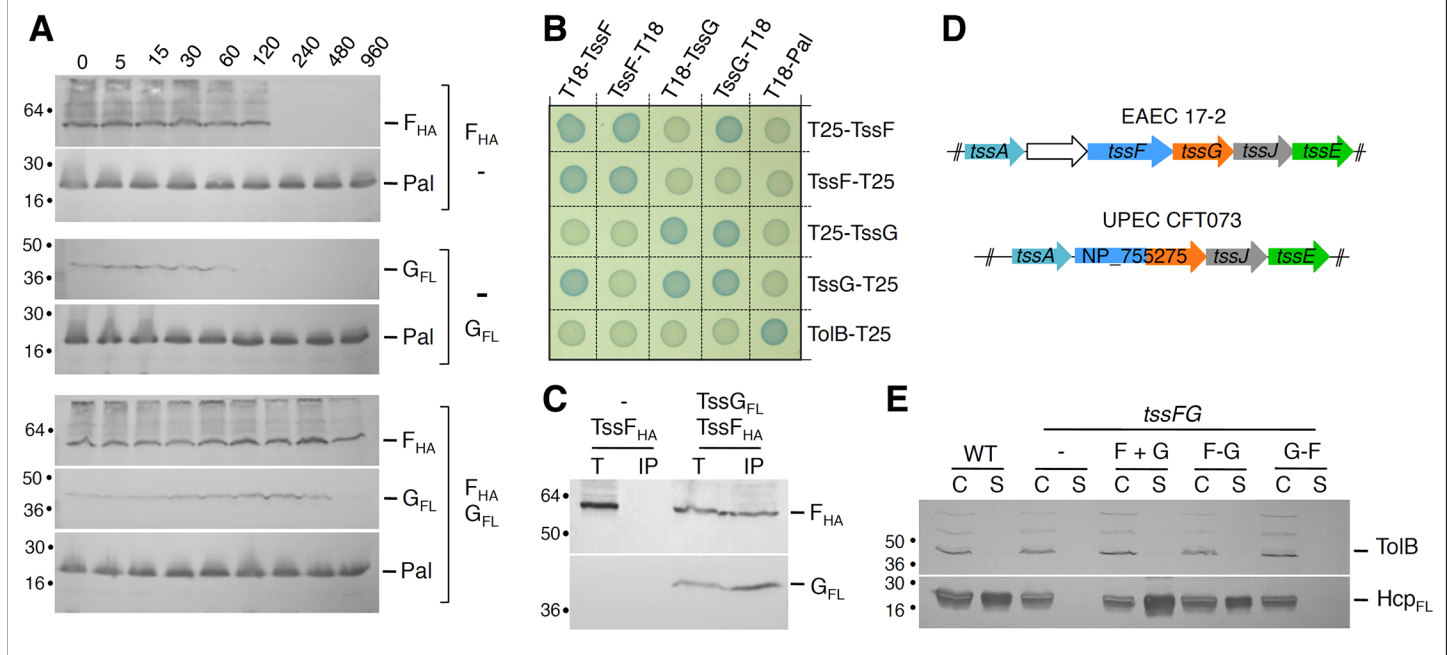 A
0 5 15 30 60 120 240 480 960
64
F_HA
30
Pal
16
F_HA
-
50
G_FL
36
30
Pal
16
-
G_FL
64
F_HA
50
G_FL
36
30
Pal
16
F_HA
G_FL
B
T18-TssF TssF-T18 T18-TssG TssG-T18 T18-Pal
T25-TssF
TssF-T25
T25-TssG
TssG-T25
TolB-T25
C
- TssG_FL
TssF_HA TssF_HA
T IP T IP
64
F_HA
50
G_FL
36
D
EAEC 17-2
tssA tssF tssG tssJ tssE
UPEC CFT073
tssA NP_755275 tssJ tssE
E
tssFG
WT - F + G F-G G-F
C S C S C S C S C S
50
TolB
36
30
Hcp_FL
16